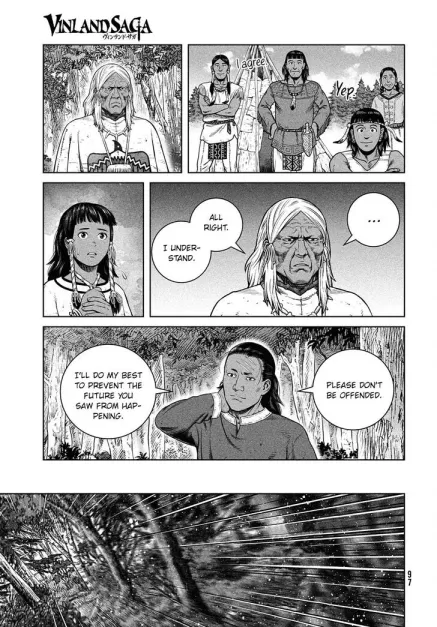 VINLAND SAGA
ヴィンランド・サガ
I agree
Yep.
...
ALL
RIGHT.
I UNDER-
STAND.
PLEASE DON'T
BE OFFENDED.
I'LL DO MY BEST
TO PREVENT THE
FUTURE YOU
SAW FROM HAP-
PENING.
97